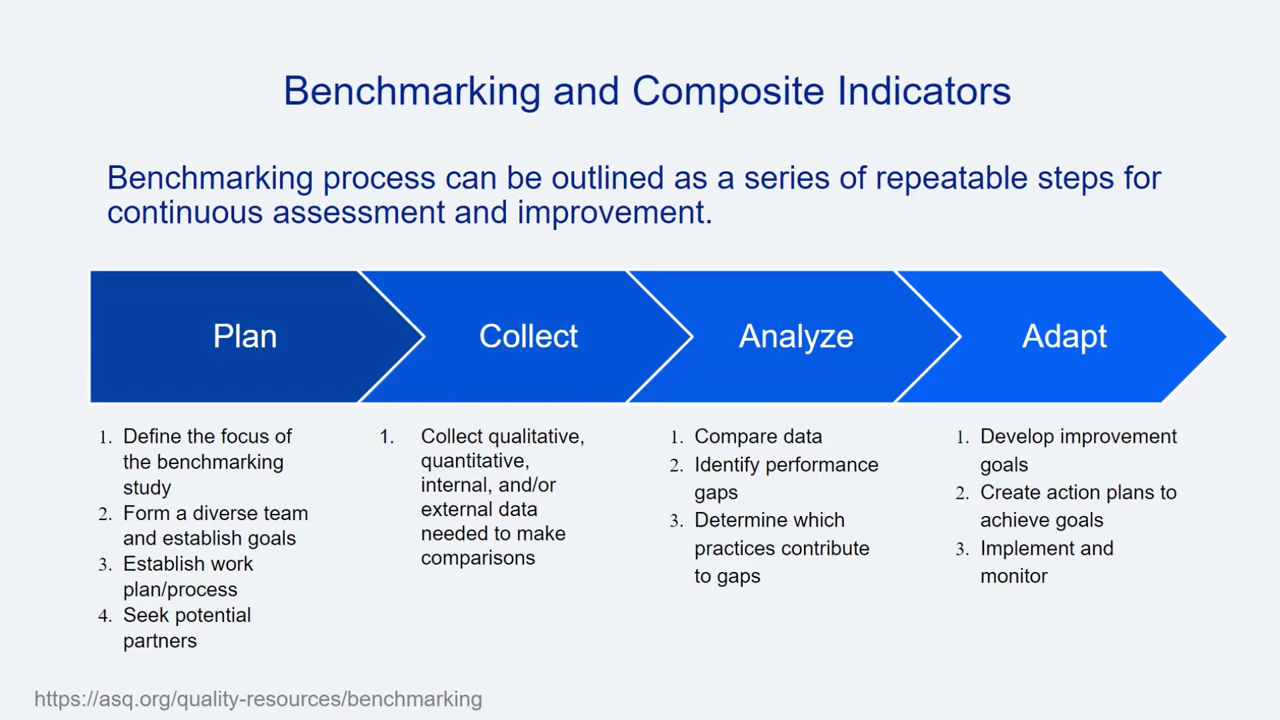 Benchmarking and Composite Indicators
Benchmarking process can be outlined as a series of repeatable steps for
continuous assessment and improvement.
Plan
Collect
Analyze
Adapt
1. Define the focus of
the benchmarking
study
2. Form a diverse team
and establish goals
3. Establish work
plan/process
4. Seek potential
partners
1. Collect qualitative,
quantitative,
internal, and/or
external data
needed to make
comparisons
1. Compare data
2. Identify performance
gaps
3. Determine which
practices contribute
to gaps
1. Develop improvement
goals
2. Create action plans to
achieve goals
3. Implement and
monitor
https://asq.org/quality-resources/benchmarking